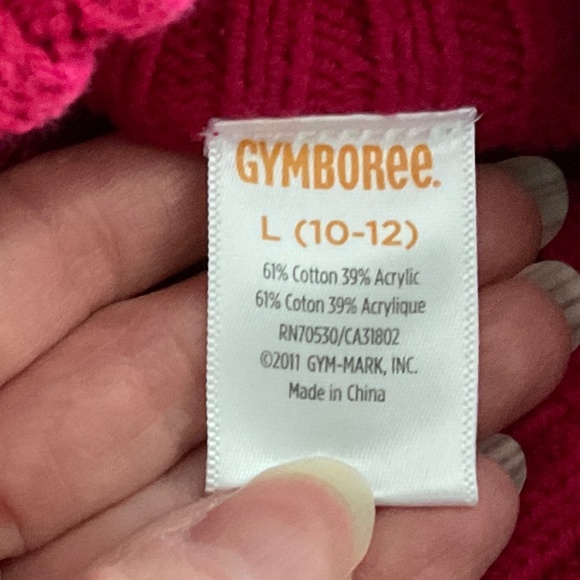 GYMBOREE.
L (10-12)
61% Cotton 39% Acrylic
61% Coton 39% Acrylique
RN70530/CA31802
©2011 GYM-MARK, INC.
Made in China